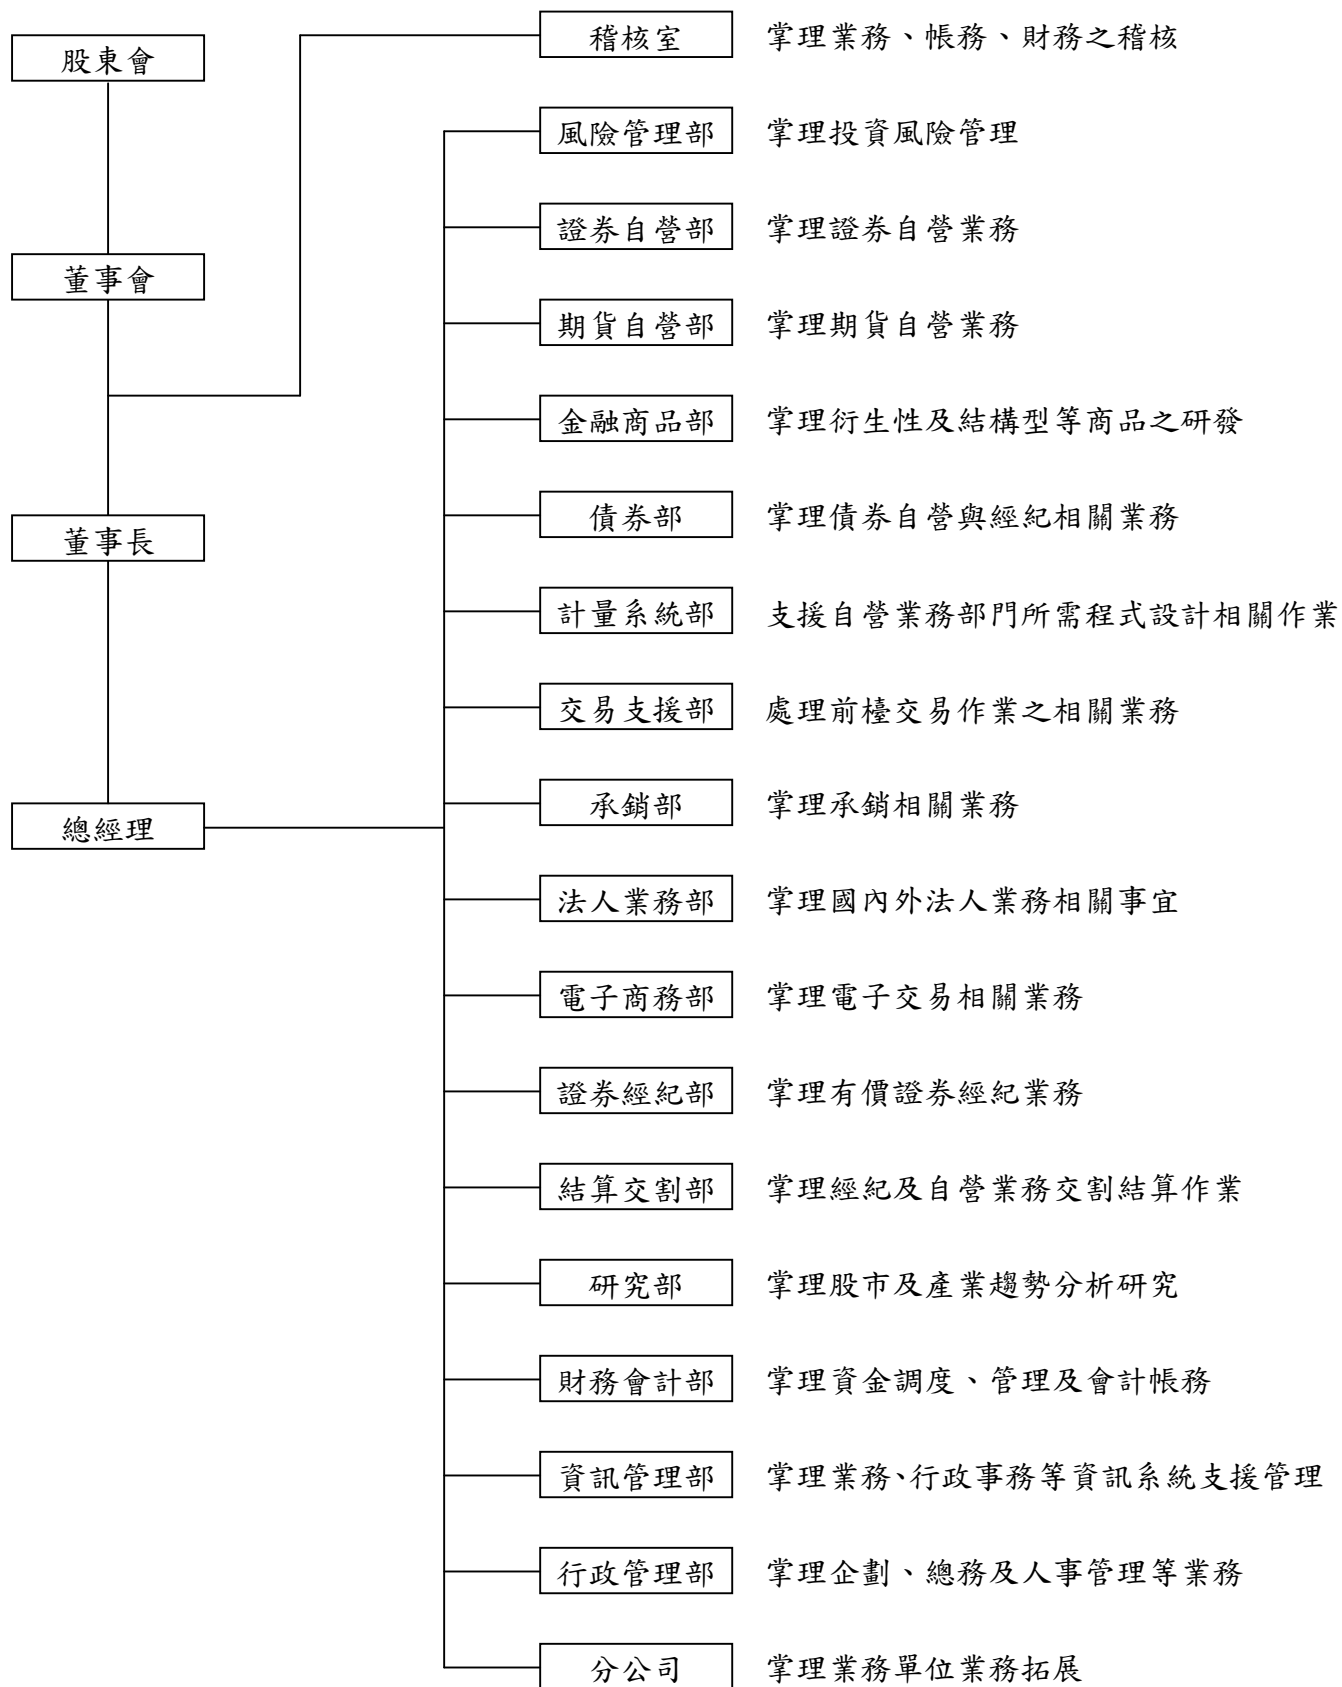 股東會
董事會
董事長
總經理
稽核室 掌理業務、帳務、財務之稽核
風險管理部 掌理投資風險管理
證券自營部 掌理證券自營業務
期貨自營部 掌理期貨自營業務
金融商品部 掌理衍生性及結構型等商品之研發
債券部 掌理債券自營與經紀相關業務
計量系統部 支援自營業務部門所需程式設計相關作業
交易支援部 處理前檯交易作業之相關業務
承銷部 掌理承銷相關業務
法人業務部 掌理國內外法人業務相關事宜
電子商務部 掌理電子交易相關業務
證券經紀部 掌理有價證券經紀業務
結算交割部 掌理經紀及自營業務交割結算作業
研究部 掌理股市及產業趨勢分析研究
財務會計部 掌理資金調度、管理及會計帳務
資訊管理部 掌理業務、行政事務等資訊系統支援管理
行政管理部 掌理企劃、總務及人事管理等業務
分公司 掌理業務單位業務拓展